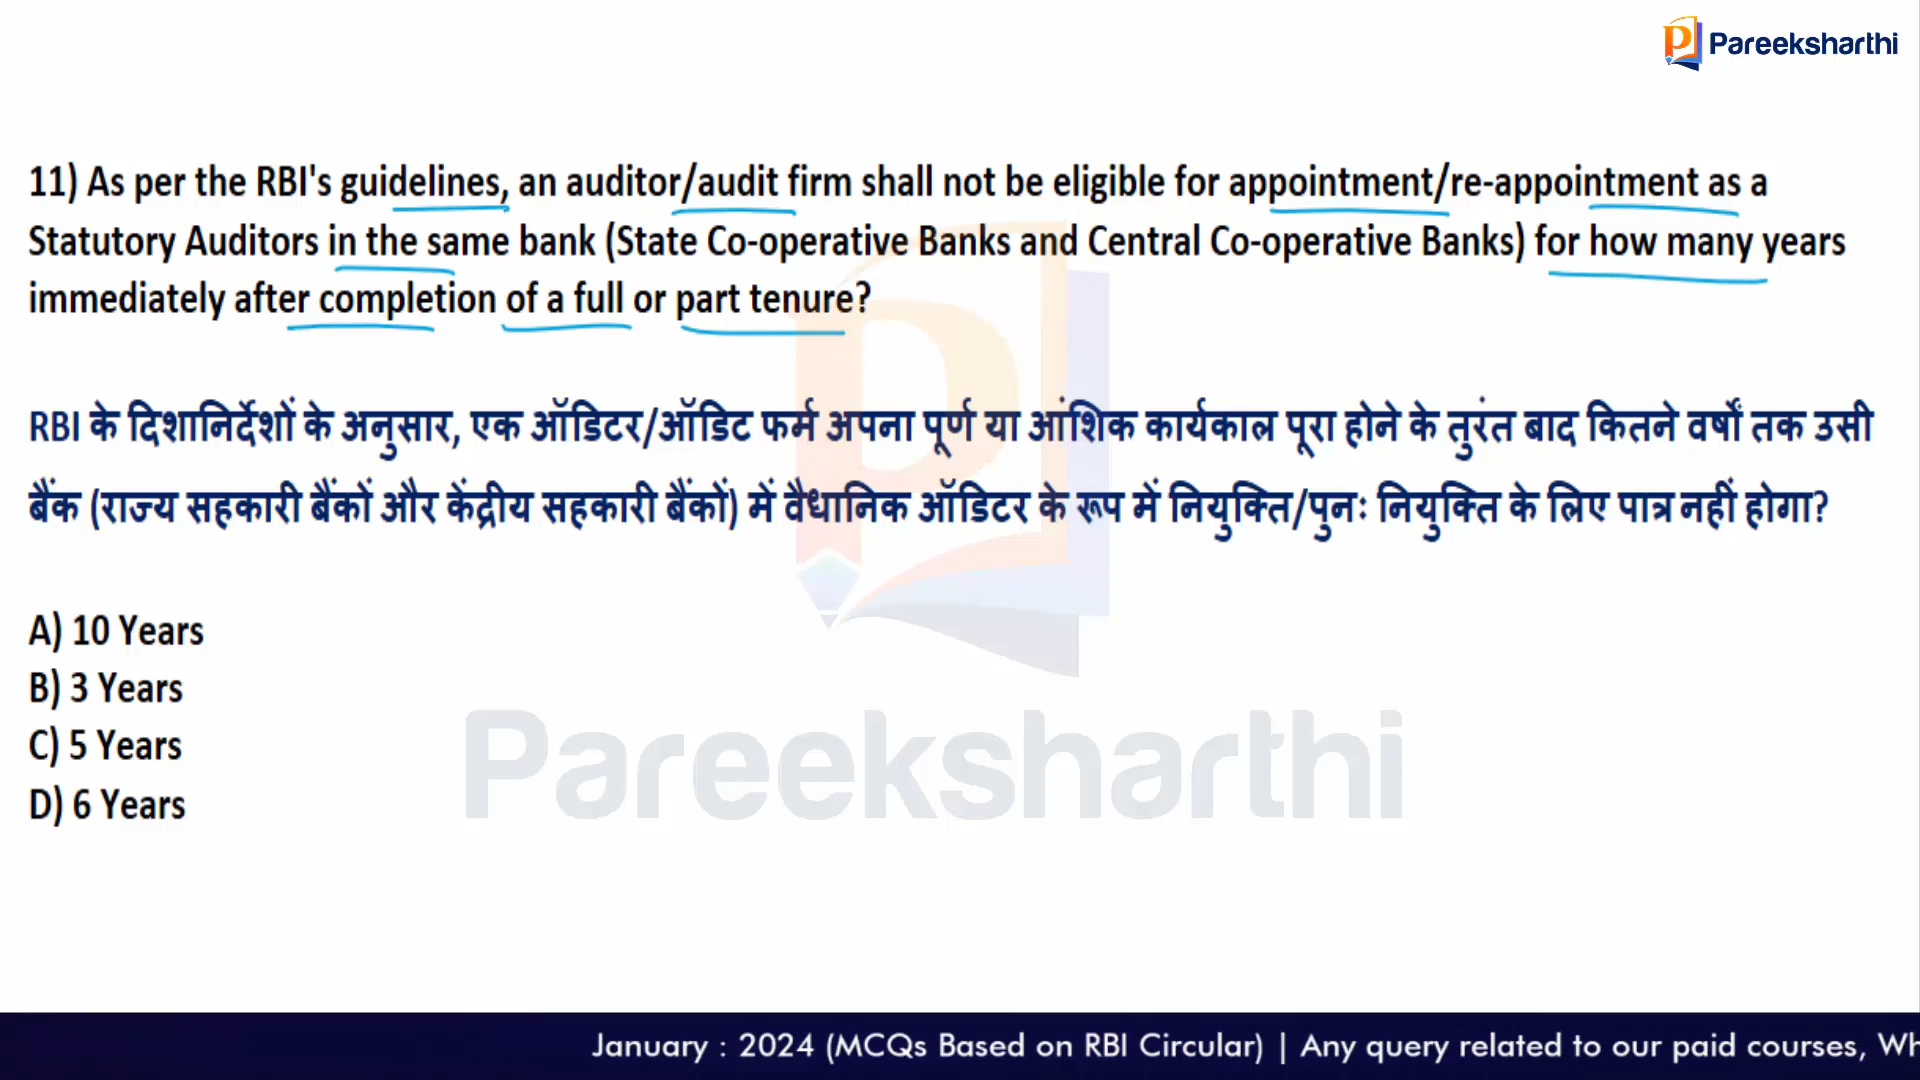 Pareeksharthi
11) As per the RBI's guidelines, an auditor/audit firm shall not be eligible for appointment/re-appointment as a
Statutory Auditors in the same bank (State Co-operative Banks and Central Co-operative Banks) for how many years
immediately after completion of a full or part tenure?
RBI के दिशानिर्देशों के अनुसार, एक ऑडिटर/ऑडिट फर्म अपना पूर्ण या आंशिक कार्यकाल पूरा होने के तुरंत बाद कितने वर्षों तक उसी
बैंक (राज्य सहकारी बैंकों और केंद्रीय सहकारी बैंकों) में वैधानिक ऑडिटर के रूप में नियुक्ति/पुनः नियुक्ति के लिए पात्र नहीं होगा?
A) 10 Years
B) 3 Years
C) 5 Years
D) 6 Years
Pareeksharthi
January : 2024 (MCQs Based on RBI Circular) | Any query related to our paid courses, Wh